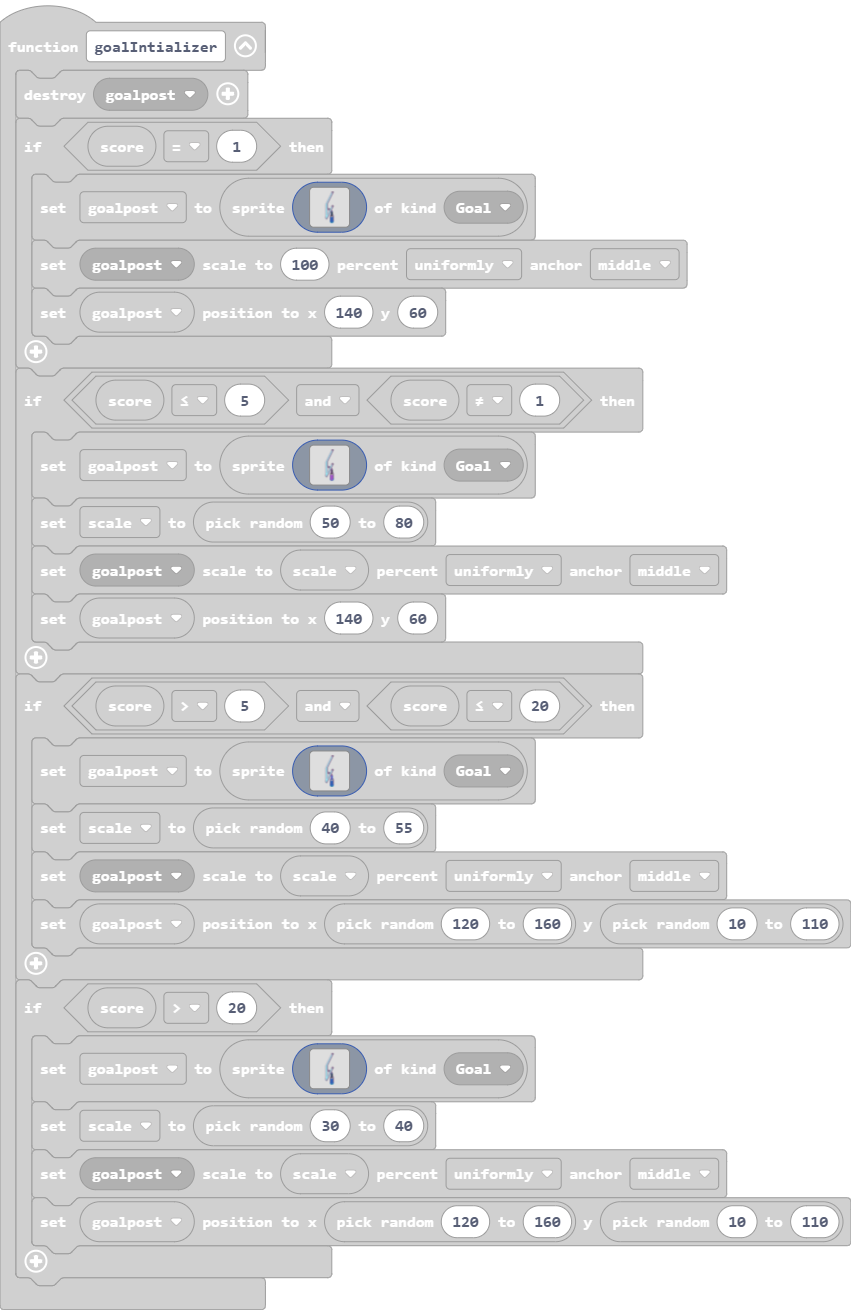 function goalIntializer
destroy goalpost
if score = 1 then
set goalpost to sprite of kind Goal
set goalpost scale to 100 percent uniformly anchor middle
set goalpost position to x 140 y 60
if score ≤ 5 and score ≠ 1 then
set goalpost to sprite of kind Goal
set scale to pick random 50 to 80
set goalpost scale to scale percent uniformly anchor middle
set goalpost position to x 140 y 60
if score > 5 and score ≤ 20 then
set goalpost to sprite of kind Goal
set scale to pick random 40 to 55
set goalpost scale to scale percent uniformly anchor middle
set goalpost position to x pick random 120 to 160 y pick random 10 to 110
if score > 20 then
set goalpost to sprite of kind Goal
set scale to pick random 30 to 40
set goalpost scale to scale percent uniformly anchor middle
set goalpost position to x pick random 120 to 160 y pick random 10 to 110